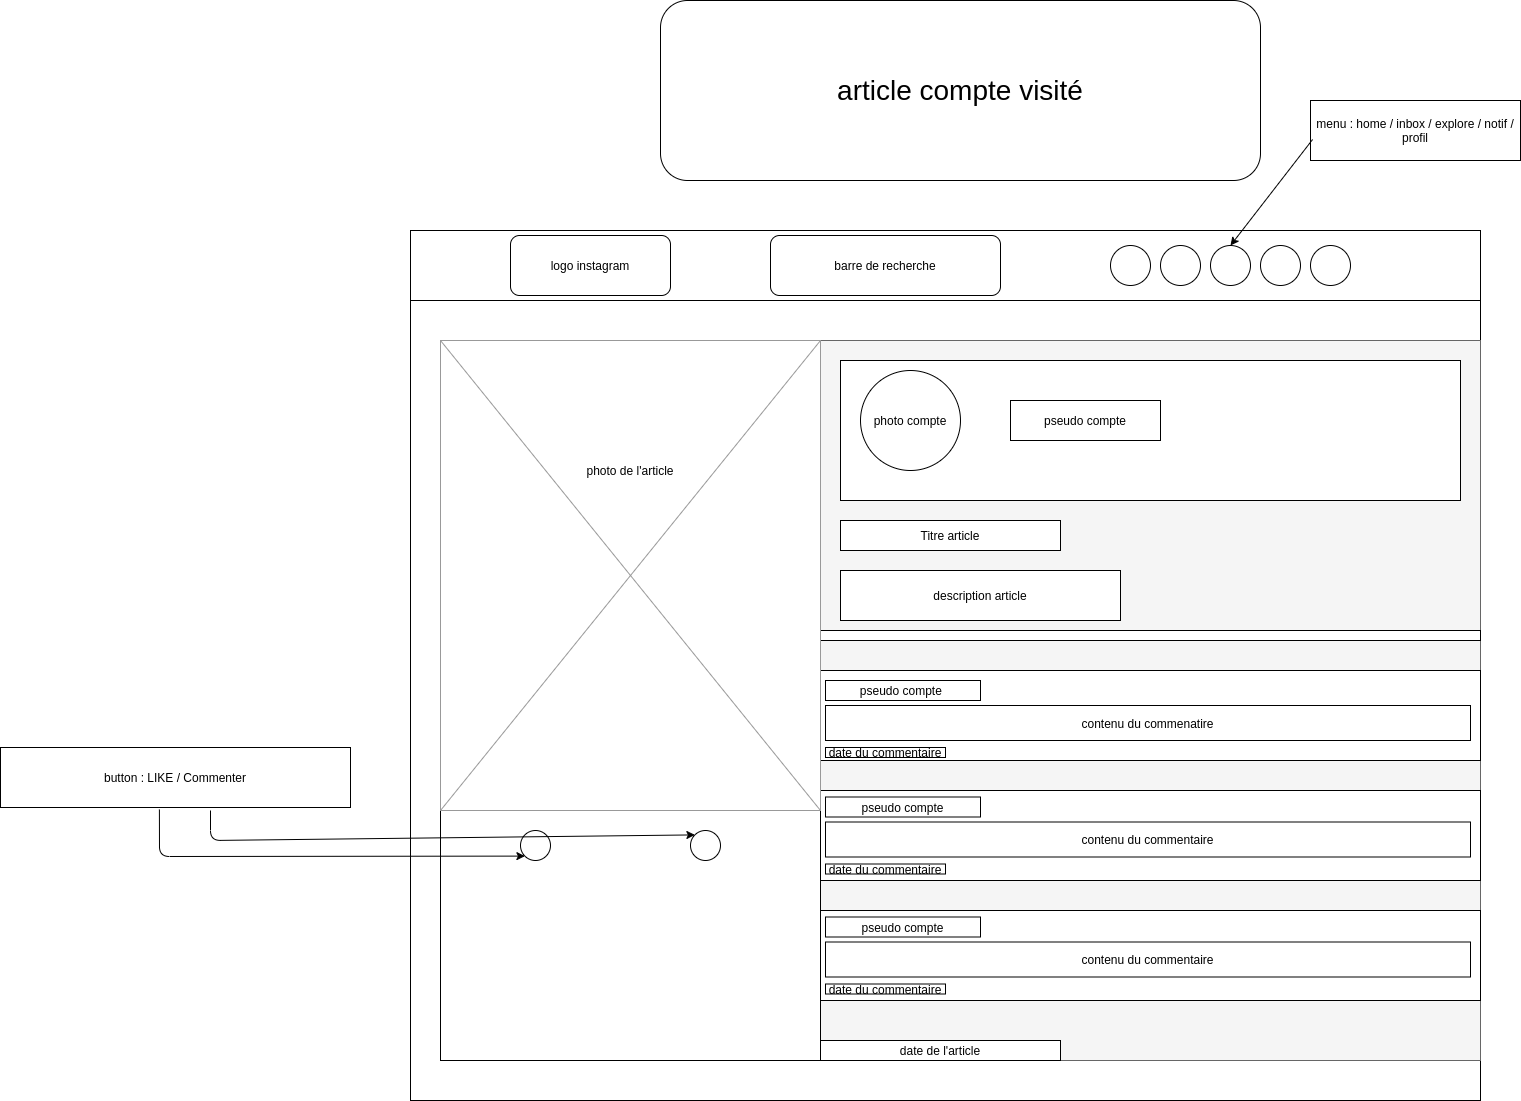 article compte visité
menu : home / inbox / explore / notif /
profil
logo instagram
barre de recherche
photo de l'article
photo compte
pseudo compte
Titre article
description article
pseudo compte
contenu du commenatire
date du commentaire
button : LIKE / Commenter
pseudo compte
contenu du commentaire
date du commentaire
pseudo compte
contenu du commentaire
date du commentaire
date de l'article